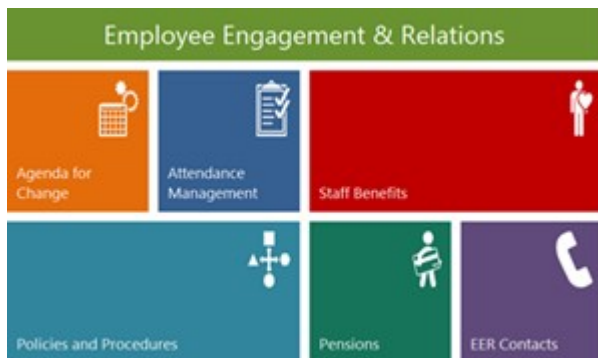 Employee Engagement & Relations
Agenda for
Change
Attendance
Management
Staff Benefits
Policies and Procedures
Pensions
EER Contacts